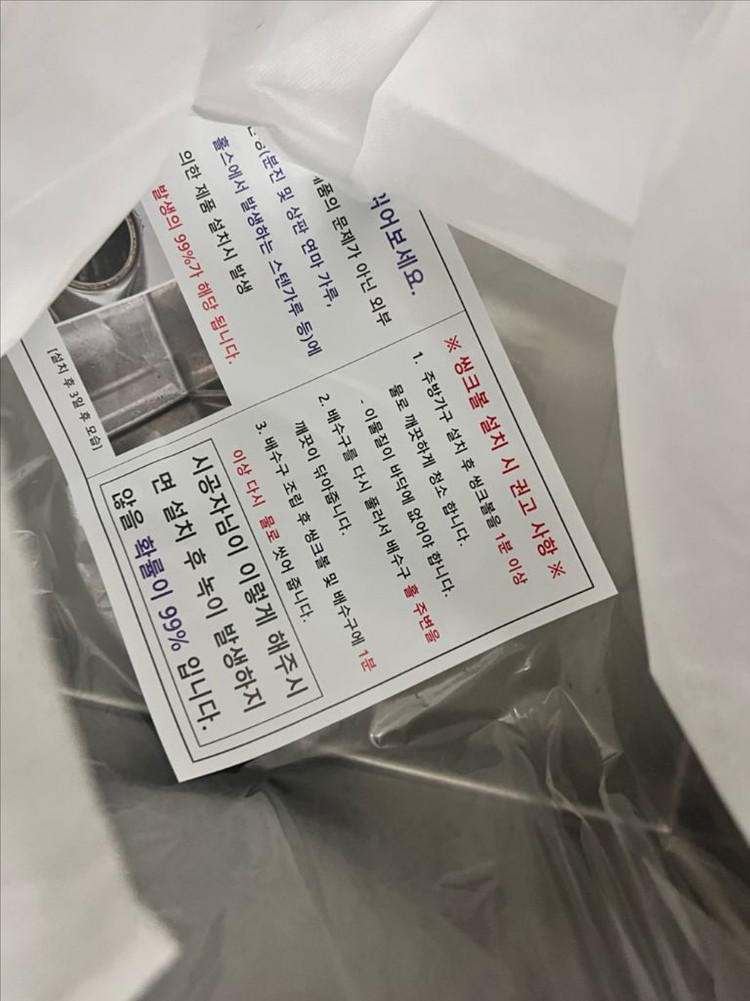 읽어보세요.
제품의 문제가 아닌 외부
(분진 및 상판 연마 가루,
홀스에서 발생하는 스텐가루 등)에
의한 제품 설치시 발생
발생의 99%가 해당 됩니다.
[설치 후 3일 후 모습]
※ 씽크볼 설치 시 권고 사항 ※
1. 주방가구 설치 후 씽크볼을 1분 이상
물로 깨끗하게 청소 합니다.
- 이물질이 바닥에 없어야 합니다.
2. 배수구를 다시 풀러서 배수구 홀 주변을
깨끗이 닦아줍니다.
3. 배수구 조립 후 씽크볼 및 배수구에 1분
이상 다시 물로 씻어 줍니다.
시공자님이 이렇게 해주시
면 설치 후 녹이 발생하지
않을 확률이 99% 입니다.